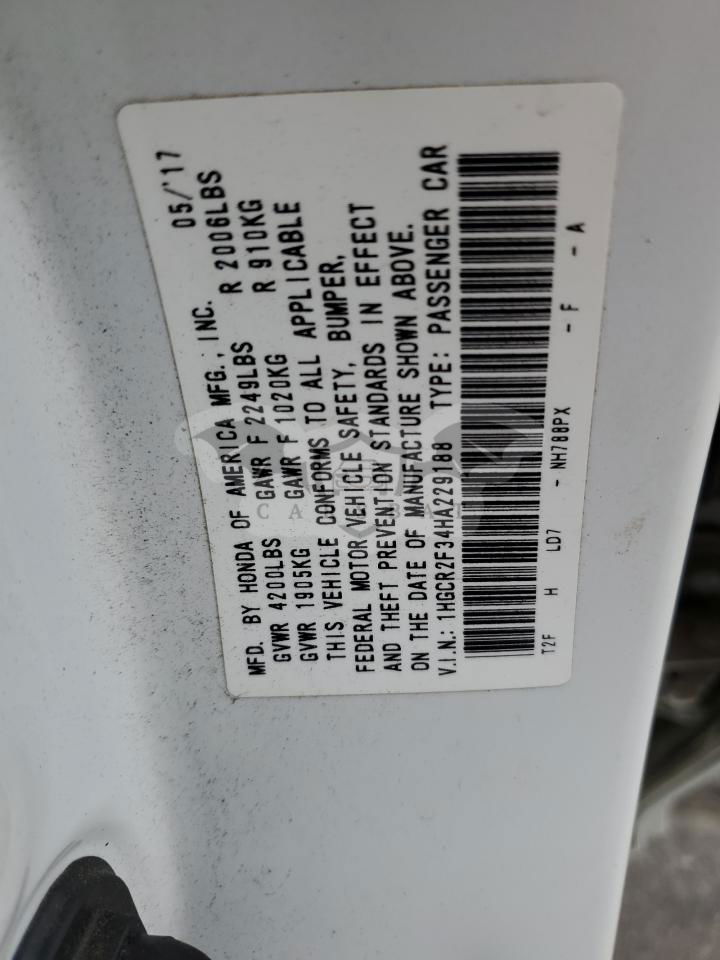 MFD. BY HONDA OF AMERICA MFG., INC. 05/'17
GVWR 4200LBS GAWR F 2249LBS R 2006LBS
GVWR 1905KG GAWR F 1020KG R 910KG
THIS VEHICLE CONFORMS TO ALL APPLICABLE
FEDERAL MOTOR VEHICLE SAFETY, BUMPER,
AND THEFT PREVENTION STANDARDS IN EFFECT
ON THE DATE OF MANUFACTURE SHOWN ABOVE.
V.I.N.: 1HGCR2F34HA229188 TYPE: PASSENGER CAR
T2F H LD7 - NH788PX - F - A